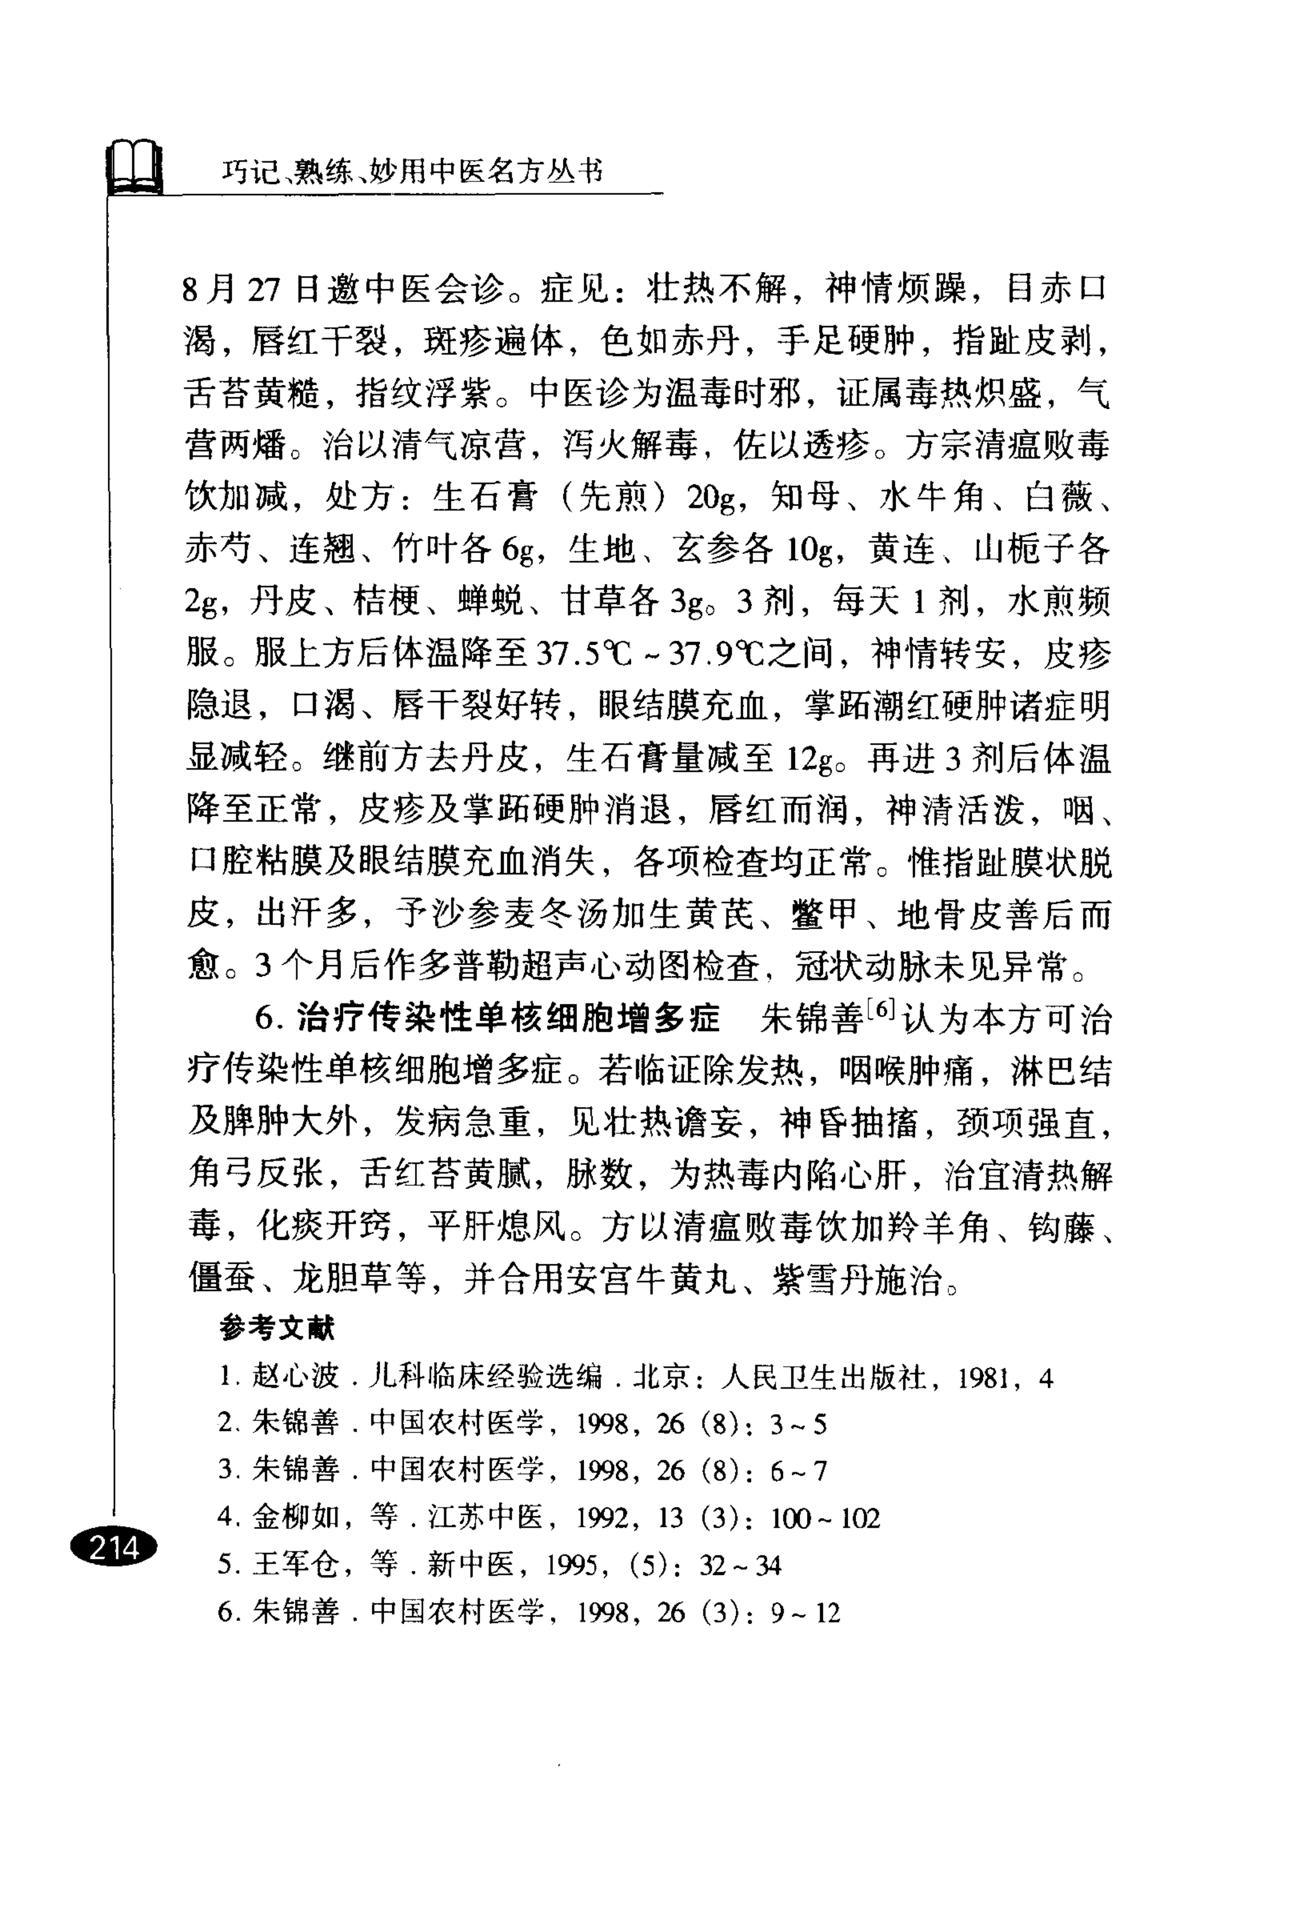 巧记、熟练、妙用中医名方丛书
8月27日邀中医会诊。症见：壮热不解，神情烦躁，目赤口
渴，唇红干裂，斑疹遍体，色如赤丹，手足硬肿，指趾皮剥，
舌苔黄糙，指纹浮紫。中医诊为温毒时邪，证属毒热炽盛，气
营两燔。治以清气凉营，泻火解毒，佐以透疹。方宗清瘟败毒
饮加减，处方：生石膏（先煎）20g，知母、水牛角、白薇、
赤芍、连翘、竹叶各6g，生地、玄参各10g，黄连、山栀子各
2g，丹皮、桔梗、蝉蜕、甘草各3g。3剂，每天1剂，水煎频
服。服上方后体温降至37.5℃~37.9℃之间，神情转安，皮疹
隐退，口渴、唇干裂好转，眼结膜充血，掌跖潮红硬肿诸症明
显减轻。继前方去丹皮，生石膏量减至12g。再进3剂后体温
降至正常，皮疹及掌跖硬肿消退，唇红而润，神清活泼，咽、
口腔粘膜及眼结膜充血消失，各项检查均正常。惟指趾膜状脱
皮，出汗多，予沙参麦冬汤加生黄芪、鳖甲、地骨皮善后而
愈。3个月后作多普勒超声心动图检查，冠状动脉未见异常。
6. 治疗传染性单核细胞增多症　朱锦善[6]认为本方可治
疗传染性单核细胞增多症。若临证除发热，咽喉肿痛，淋巴结
及脾肿大外，发病急重，见壮热谵妄，神昏抽搐，颈项强直，
角弓反张，舌红苔黄腻，脉数，为热毒内陷心肝，治宜清热解
毒，化痰开窍，平肝熄风。方以清瘟败毒饮加羚羊角、钩藤、
僵蚕、龙胆草等，并合用安宫牛黄丸、紫雪丹施治。
参考文献
1. 赵心波．儿科临床经验选编．北京：人民卫生出版社，1981，4
2. 朱锦善．中国农村医学，1998，26（8）：3~5
3. 朱锦善．中国农村医学，1998，26（8）：6~7
4. 金柳如，等．江苏中医，1992，13（3）：100~102
5. 王军仓，等．新中医，1995，（5）：32~34
6. 朱锦善．中国农村医学，1998，26（3）：9~12
214